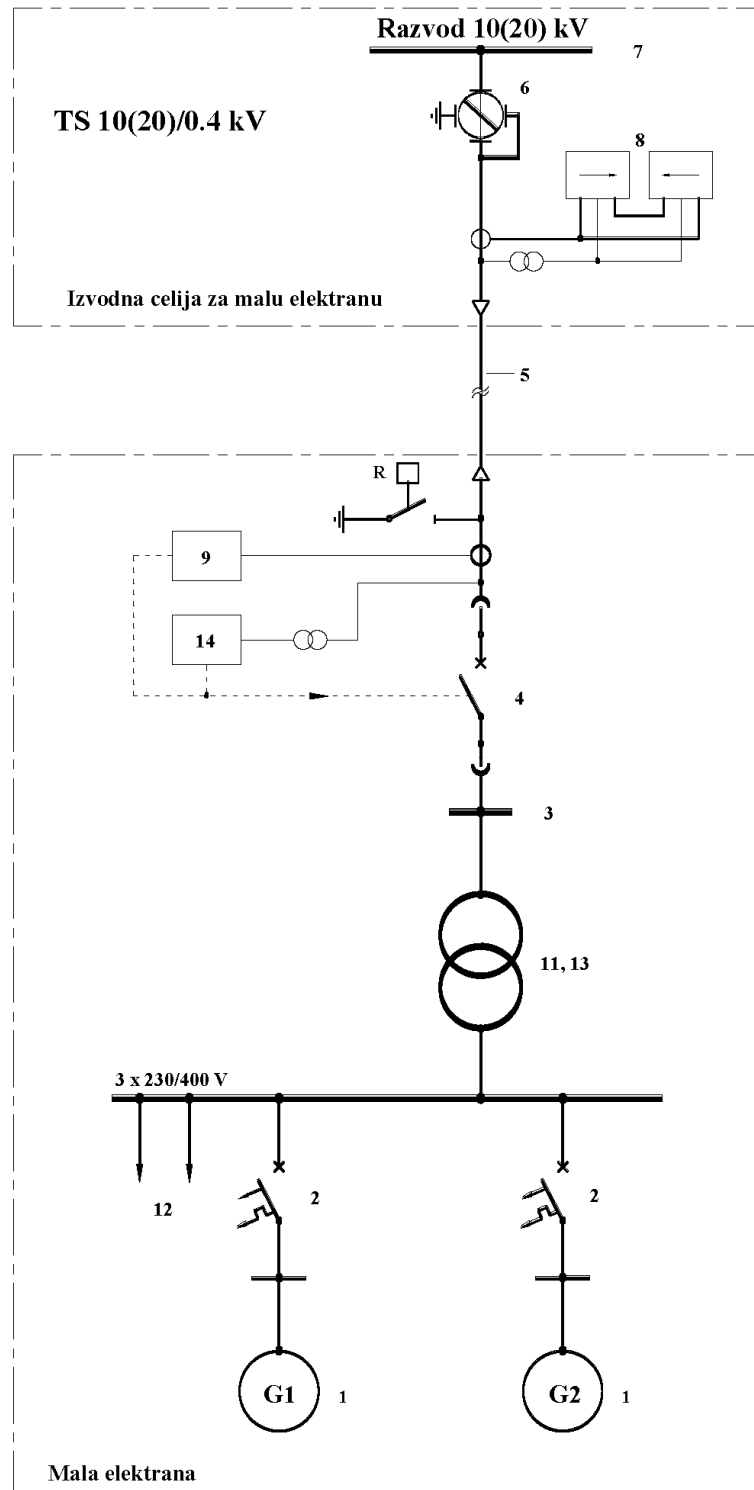 Razvod 10(20) kV
7
6
TS 10(20)/0.4 kV
8
Izvodna celija za malu elektranu
5
R
9
14
4
3
11, 13
3 x 230/400 V
12
2
2
G1
1
G2
1
Mala elektrana